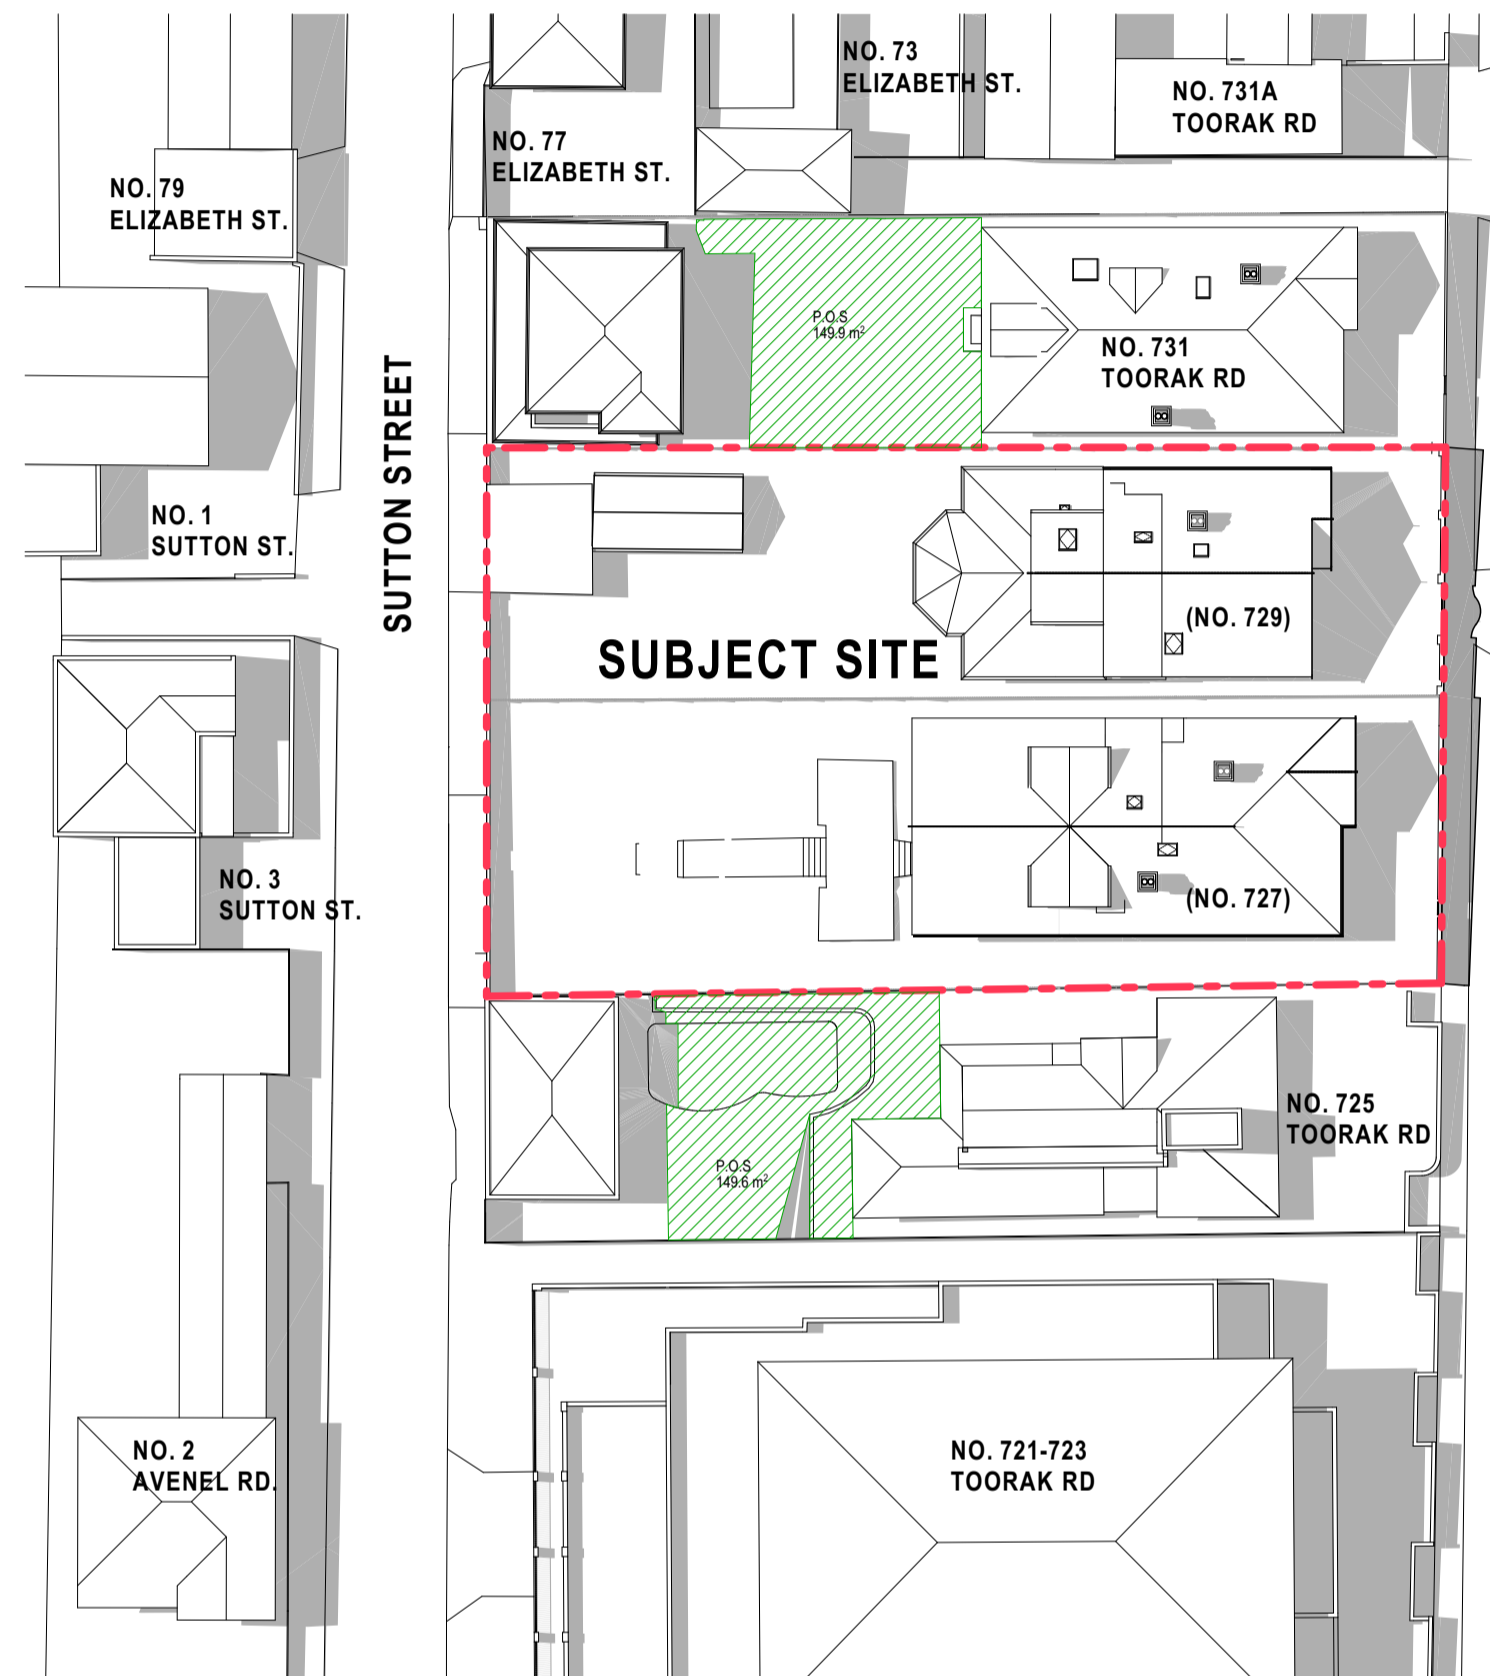 NO. 73
ELIZABETH ST.
NO. 731A
TOORAK RD
NO. 77
ELIZABETH ST.
NO. 79
ELIZABETH ST.
P.O.S
149.9 m²
NO. 731
TOORAK RD
SUTTON STREET
NO. 1
SUTTON ST.
(NO. 729)
SUBJECT SITE
NO. 3
SUTTON ST.
(NO. 727)
NO. 725
TOORAK RD
P.O.S
149.6 m²
NO. 2
AVENEL RD.
NO. 721-723
TOORAK RD